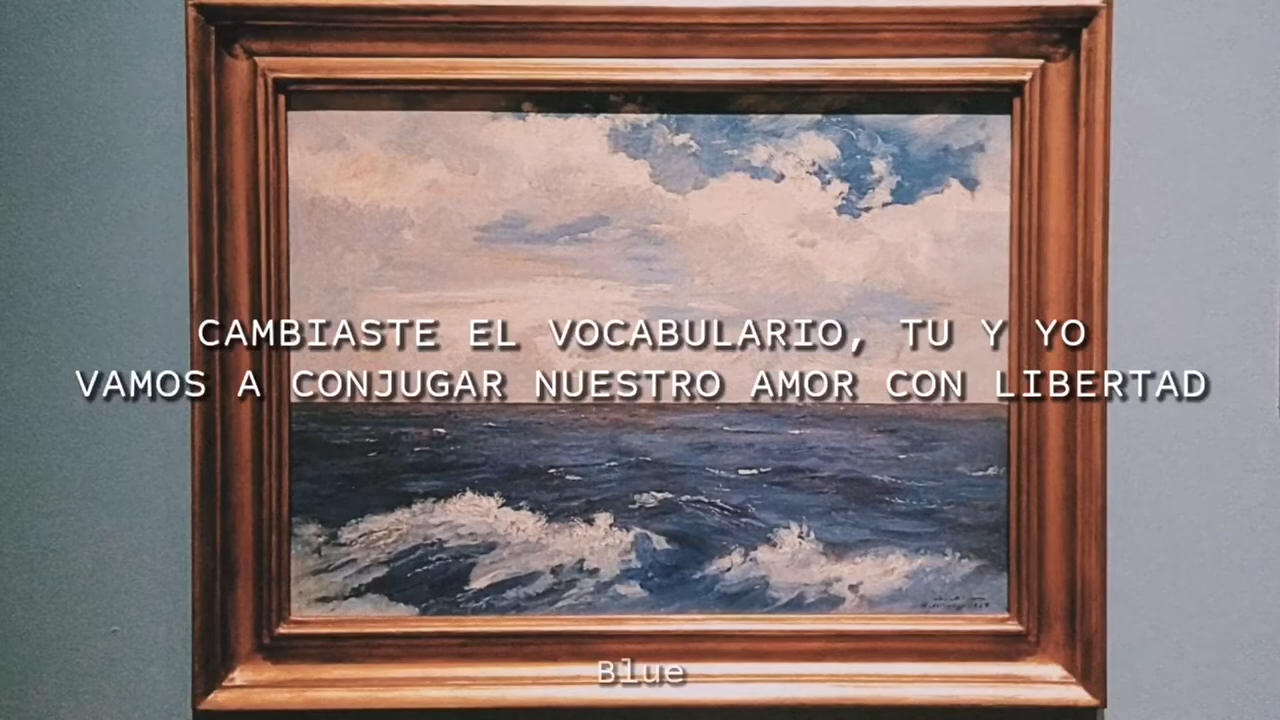 CAMBIASTE EL VOCABULARIO, TU Y YO
VAMOS A CONJUGAR NUESTRO AMOR CON LIBERTAD
Blue